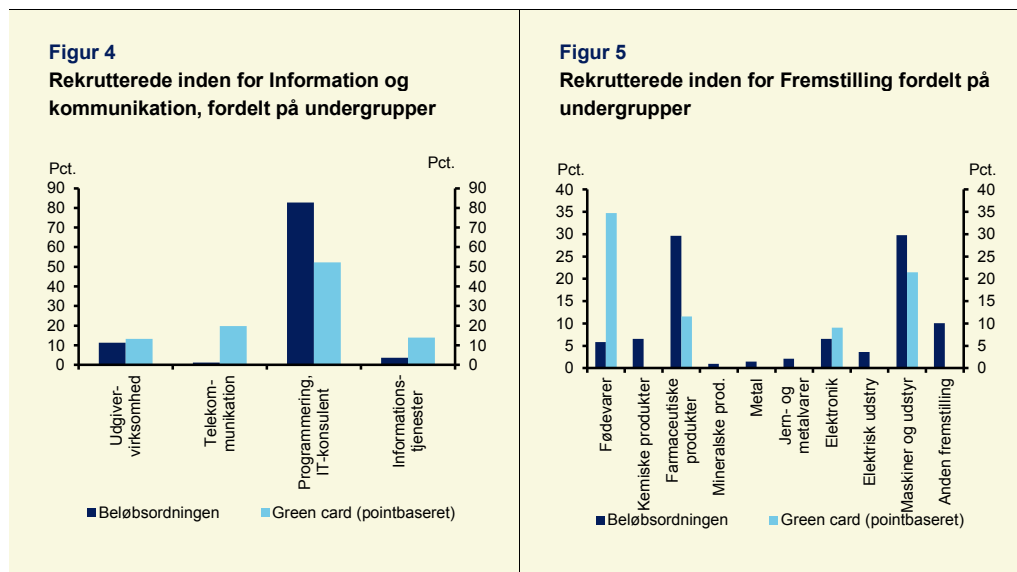 Figur 4
Rekrutterede inden for Information og
kommunikation, fordelt på undergrupper
Pct.
Pct.
90
80
70
60
50
40
30
20
10
0
90
80
70
60
50
40
30
20
10
0
Udgiver-
virksomhed
Telekom-
munikation
Programmering,
IT-konsulent
Informations-
tjenester
Beløbsordningen
Green card (pointbaseret)
Figur 5
Rekrutterede inden for Fremstilling fordelt på
undergrupper
Pct.
Pct.
40
35
30
25
20
15
10
5
0
40
35
30
25
20
15
10
5
0
Fødevarer
Kemiske produkter
Farmaceutiske
produkter
Mineralske prod.
Metal
Jern- og
metalvarer
Elektronik
Elektrisk udstry
Maskiner og udstyr
Anden fremstilling
Beløbsordningen
Green card (pointbaseret)